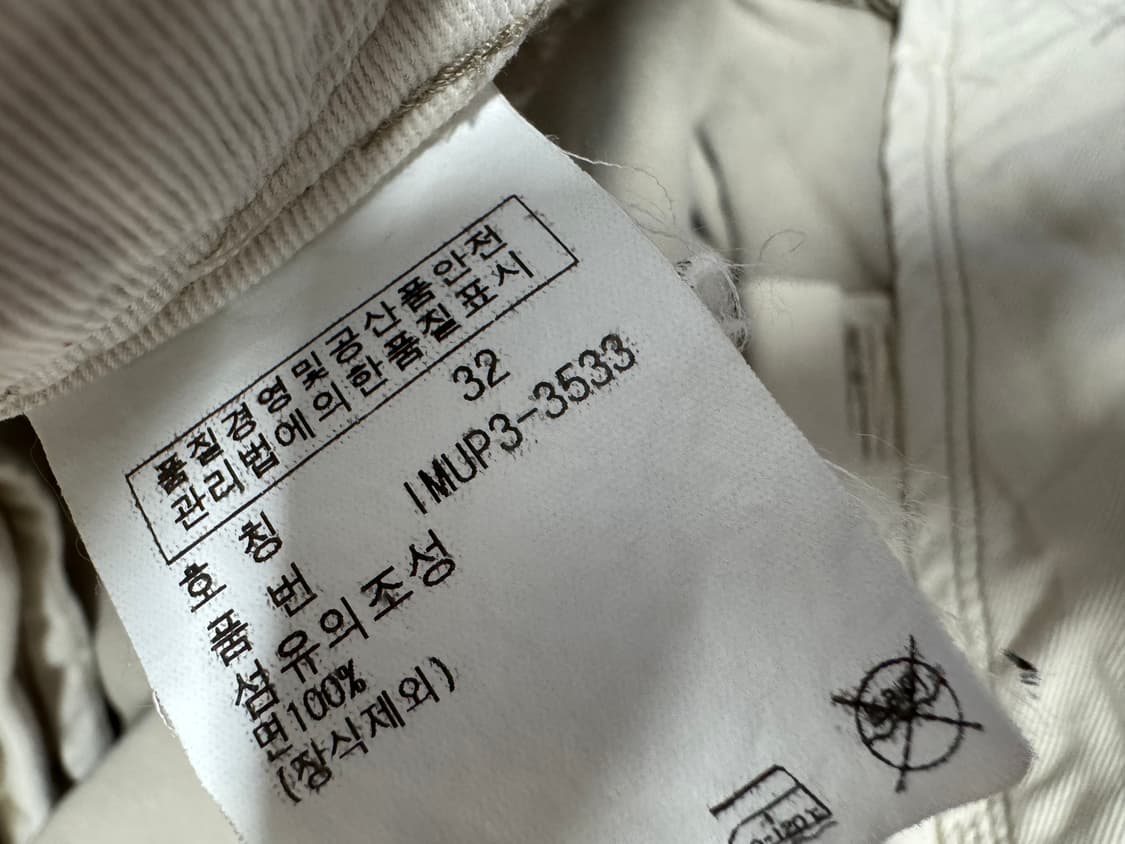 품질경영및공산품안전
관리법에의한품질표시
호 칭 32
품 번 IMUP3-3533
섬유의조성
면100%
(장식제외)